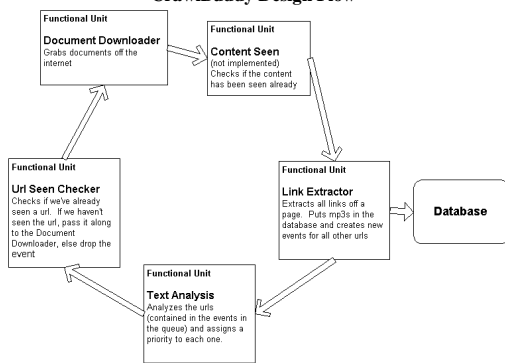 Functional Unit
Document Downloader
Grabs documents off the
internet
Functional Unit
Content Seen
(not implemented)
Checks if the content
has been seen already
Functional Unit
Link Extractor
Extracts all links off a
page. Puts mp3s in the
database and creates new
events for all other urls
Database
Functional Unit
Text Analysis
Analyzes the urls
(contained in the events in
the queue) and assigns a
priority to each one.
Functional Unit
Url Seen Checker
Checks if we've already
seen a url. If we haven't
seen the url, pass it along
to the Document
Downloader, else drop the
event